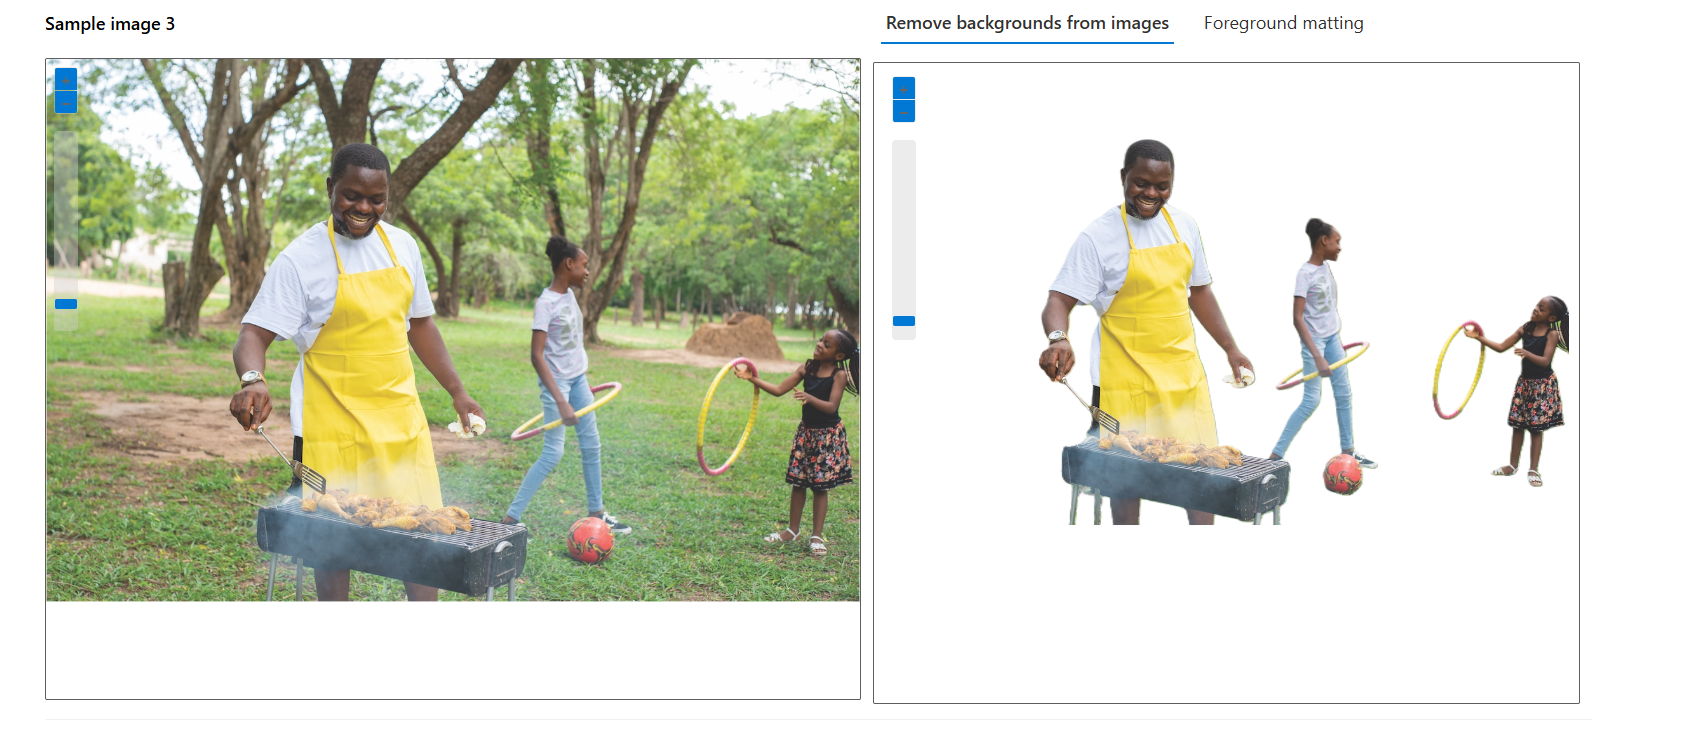 Sample image 3
Remove backgrounds from images
Foreground matting